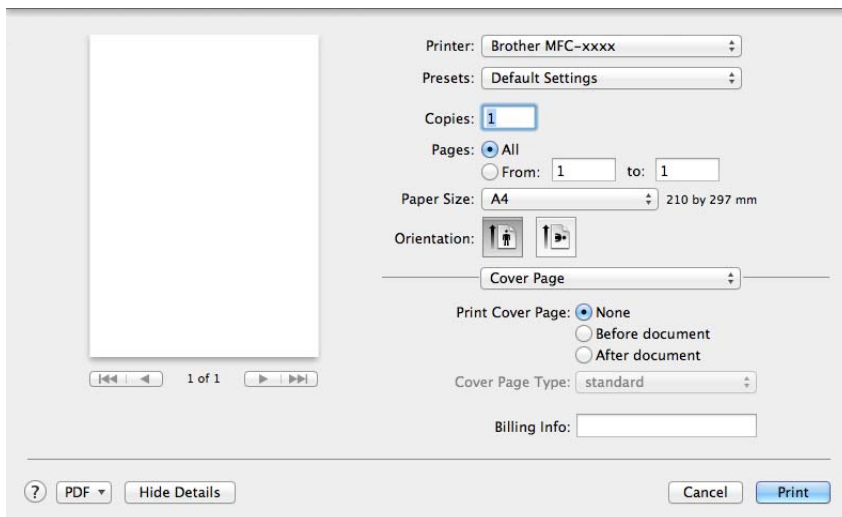 Printer: Brother MFC-xxxx
Presets: Default Settings
Copies: 1
Pages: All
From: 1 to: 1
Paper Size: A4 210 by 297 mm
Orientation:
Cover Page
Print Cover Page: None
Before document
After document
Cover Page Type: standard
Billing Info:
1 of 1
? PDF Hide Details Cancel Print